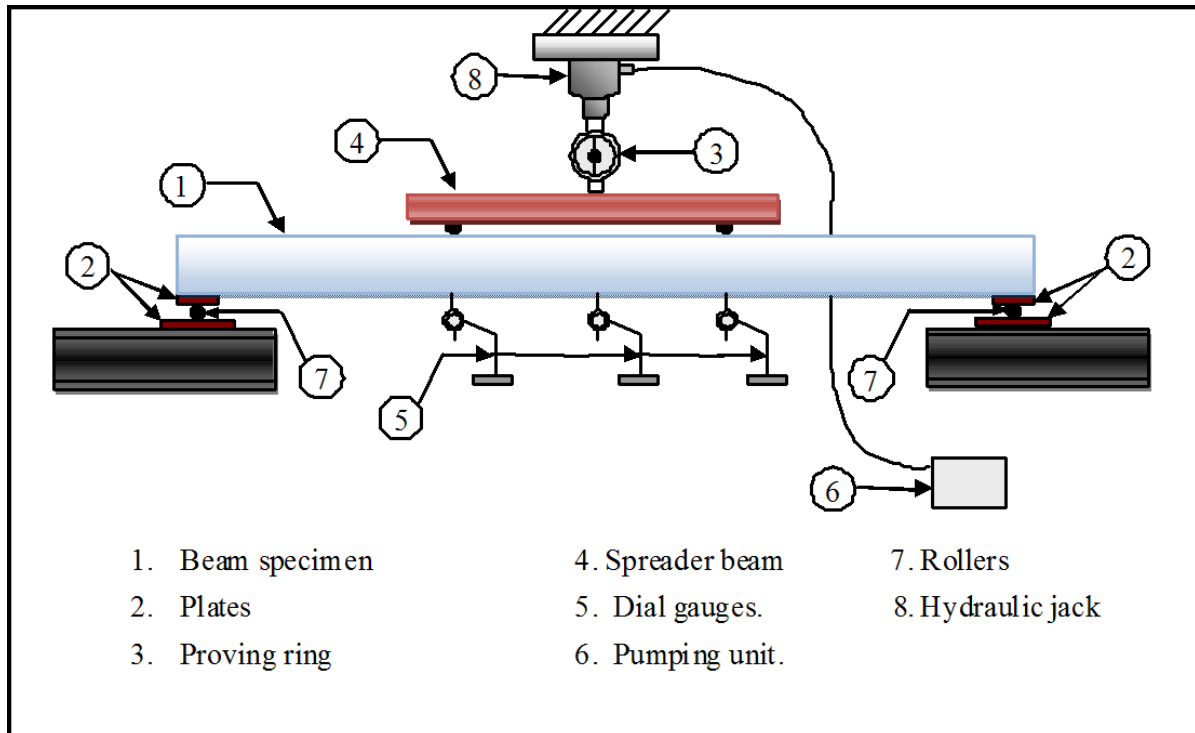 8
4
3
1
2
2
7
7
5
6
1. Beam specimen
2. Plates
3. Proving ring
4. Spreader beam
5. Dial gauges.
6. Pumping unit.
7. Rollers
8. Hydraulic jack